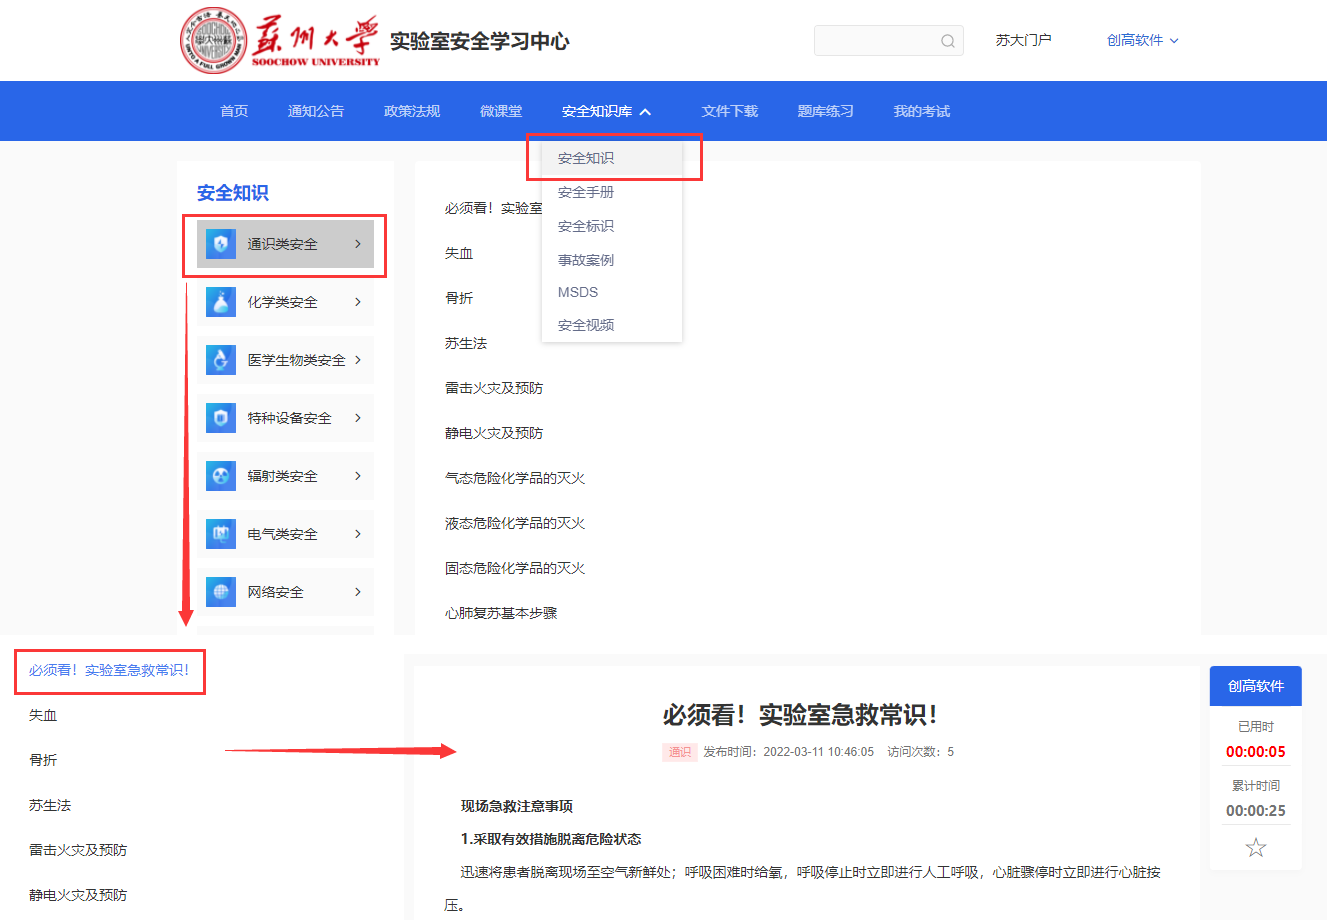 蘇州大學
SOOCHOW UNIVERSITY
实验室安全学习中心
苏大门户
创高软件
首页 通知公告 政策法规 微课堂 安全知识库 文件下载 题库练习 我的考试
安全知识
安全手册
安全标识
事故案例
MSDS
安全视频
安全知识
通识类安全
化学类安全
医学生物类安全
特种设备安全
辐射类安全
电气类安全
网络安全
必须看！实验室
失血
骨折
苏生法
雷击火灾及预防
静电火灾及预防
气态危险化学品的灭火
液态危险化学品的灭火
固态危险化学品的灭火
心肺复苏基本步骤
必须看！实验室急救常识！
失血
骨折
苏生法
雷击火灾及预防
静电火灾及预防
必须看！实验室急救常识！
通识 发布时间：2022-03-11 10:46:05 访问次数：5
现场急救注意事项
1.采取有效措施脱离危险状态
迅速将患者脱离现场至空气新鲜处；呼吸困难时给氧，呼吸停止时立即进行人工呼吸，心脏骤停时立即进行心脏按
压。
创高软件
已用时
00:00:05
累计时间
00:00:25